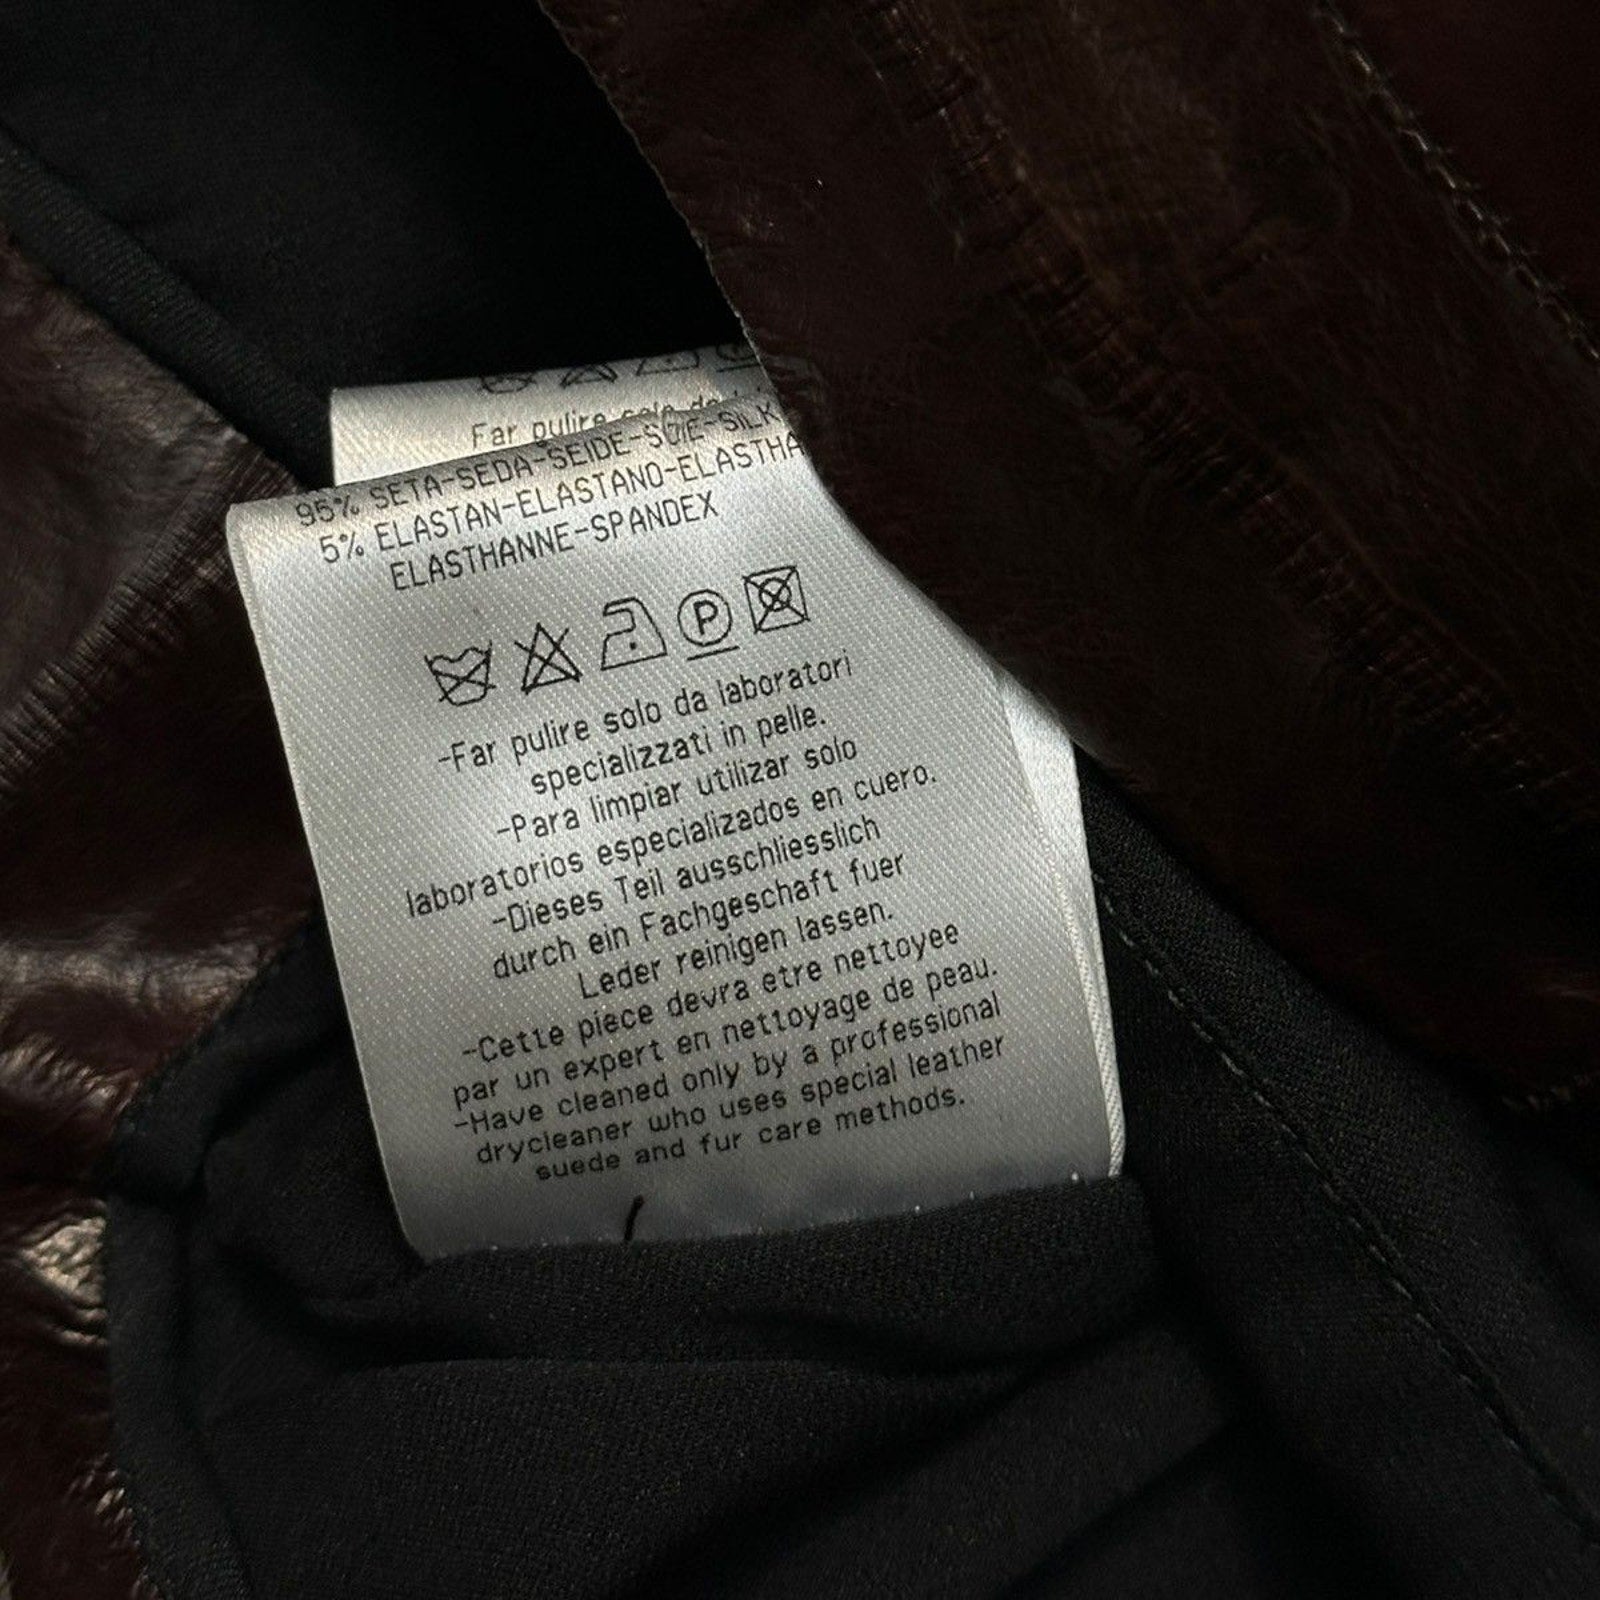 Far pulire solo da
95% SETA-SEDA-SEIDE-SOIE-SILK
5% ELASTAN-ELASTANO-ELASTHA
ELASTHANNE-SPANDEX
P
-Far pulire solo da laboratori
specializzati in pelle.
-Para limpiar utilizar solo
laboratorios especializados en cuero.
-Dieses Teil ausschliesslich
durch ein Fachgeschaft fuer
Leder reinigen lassen.
-Cette piece devra etre nettoyee
par un expert en nettoyage de peau.
-Have cleaned only by a professional
drycleaner who uses special leather
suede and fur care methods.